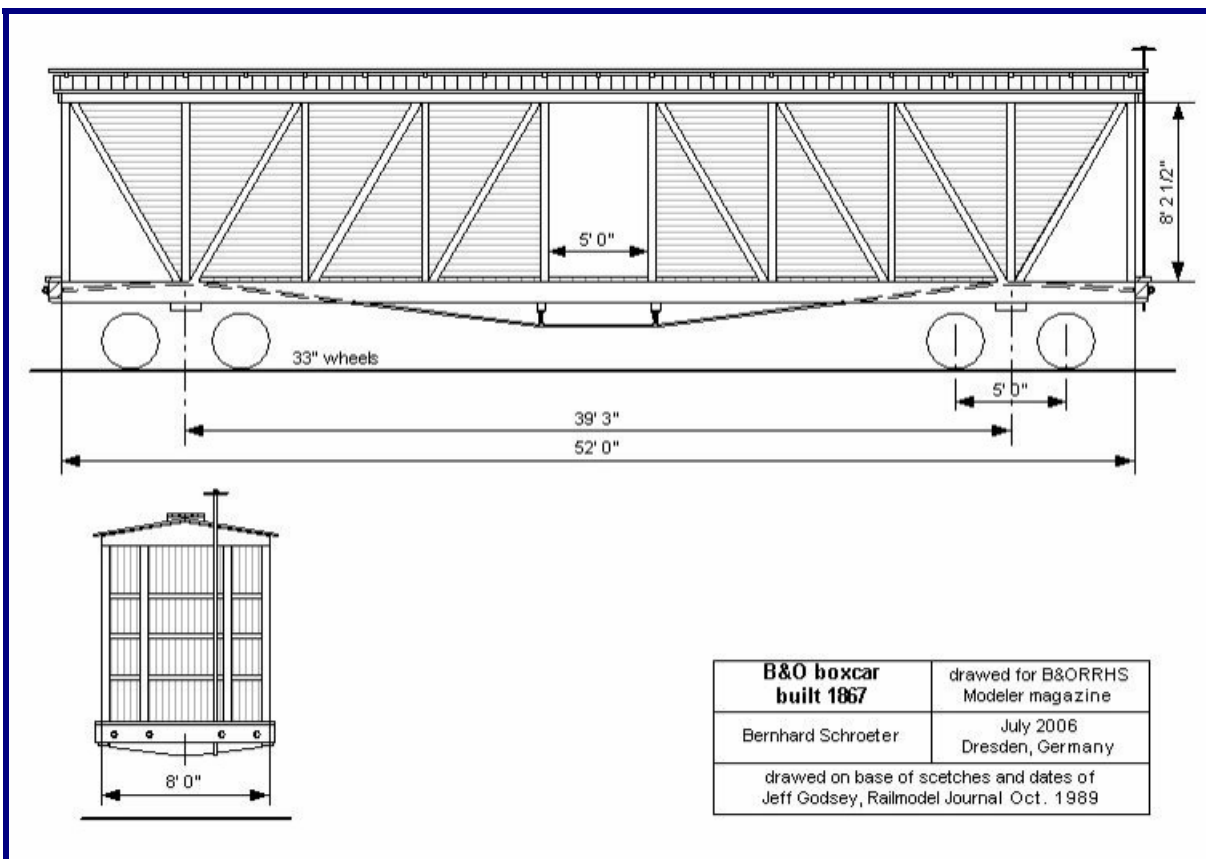 8' 2 1/2"
5' 0"
33" wheels
5' 0"
39' 3"
52' 0"
8' 0"
B&O boxcar
built 1867
drawed for B&ORRHS
Modeler magazine
Bernhard Schroeter
July 2006
Dresden, Germany
drawed on base of scetches and dates of
Jeff Godsey, Railmodel Journal Oct. 1989